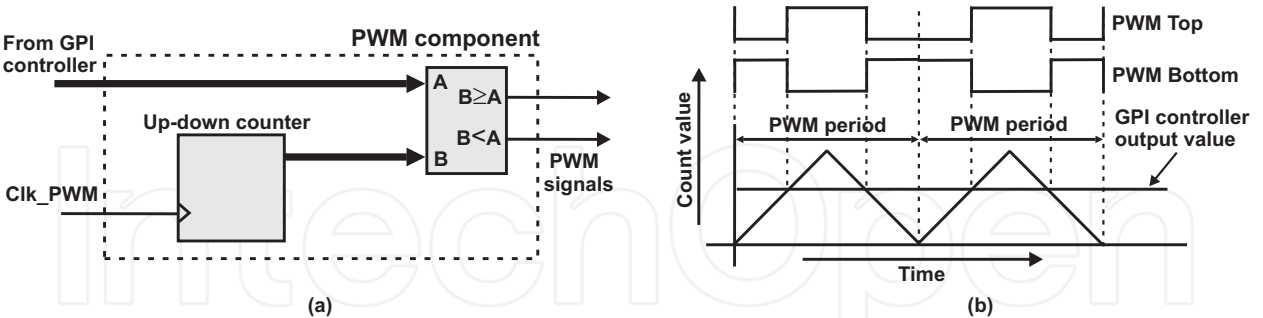 From GPI
controller
PWM component
A
B≥A
B<A
B
Up-down counter
Clk_PWM
PWM
signals
(a)
PWM Top
PWM Bottom
GPI controller
output value
PWM period
PWM period
Count value
Time
(b)
IntechOpen